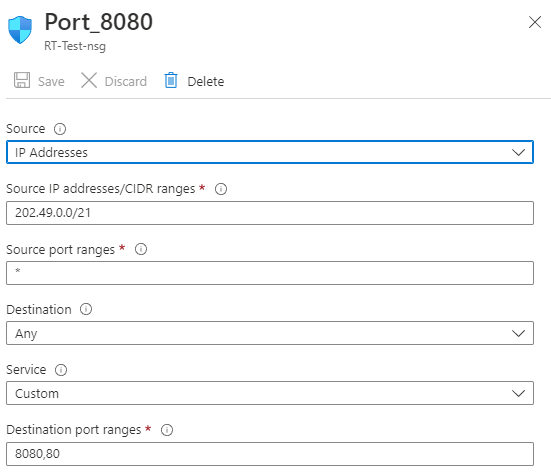 Port_8080
RT-Test-nsg
Save Discard Delete
Source
IP Addresses
Source IP addresses/CIDR ranges *
202.49.0.0/21
Source port ranges *
*
Destination
Any
Service
Custom
Destination port ranges *
8080,80